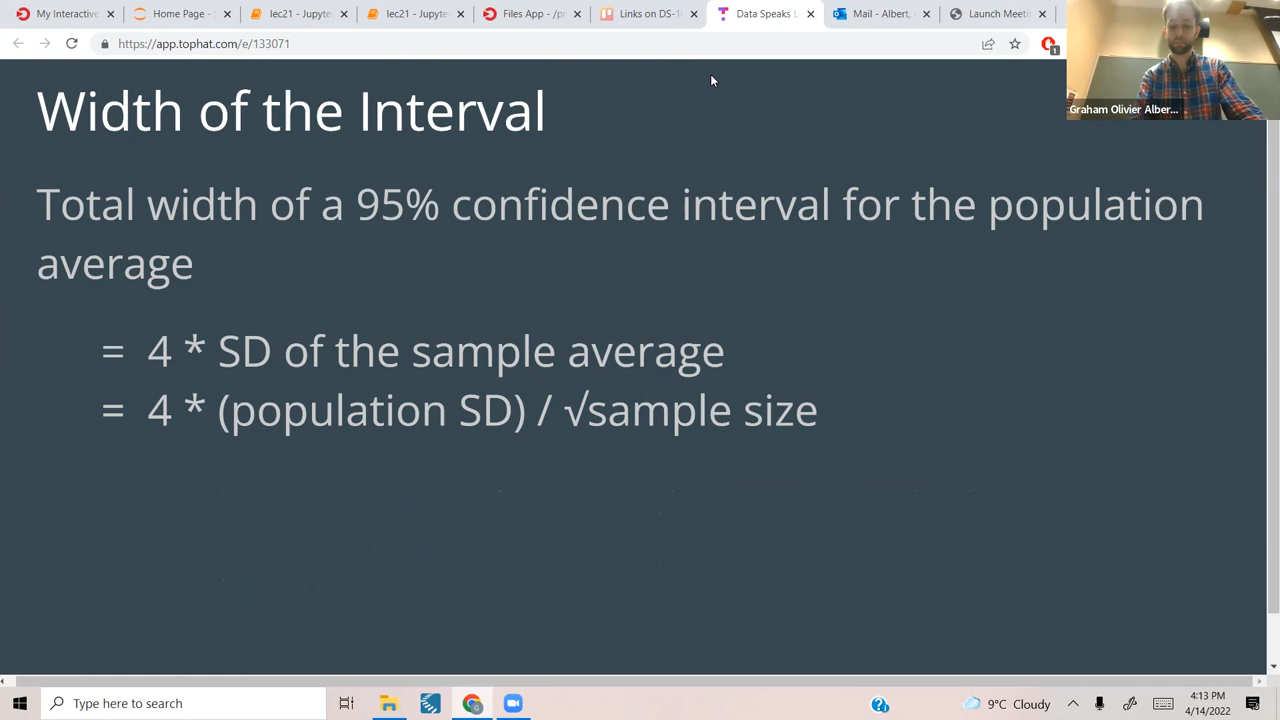 My Interactive
Home Page -
lec21 - Jupyte
lec21 - Jupyte
Files App - /p
Links on DS-1
Data Speaks L
Mail - Albert,
Launch Meeti
https://app.tophat.com/e/133071
1
Graham Olivier Alber...
Width of the Interval
Total width of a 95% confidence interval for the population
average
= 4 * SD of the sample average
= 4 * (population SD) / √sample size
Type here to search
9°C Cloudy
4:13 PM
4/14/2022